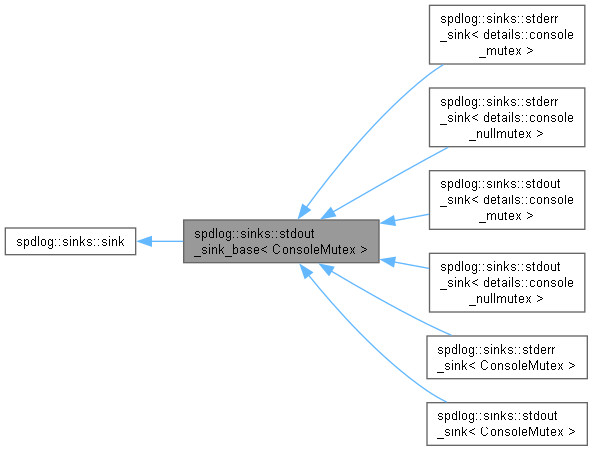 spdlog::sinks::sink
spdlog::sinks::stdout
_sink_base< ConsoleMutex >
spdlog::sinks::stderr
_sink< details::console
_mutex >
spdlog::sinks::stderr
_sink< details::console
_nullmutex >
spdlog::sinks::stdout
_sink< details::console
_mutex >
spdlog::sinks::stdout
_sink< details::console
_nullmutex >
spdlog::sinks::stderr
_sink< ConsoleMutex >
spdlog::sinks::stdout
_sink< ConsoleMutex >